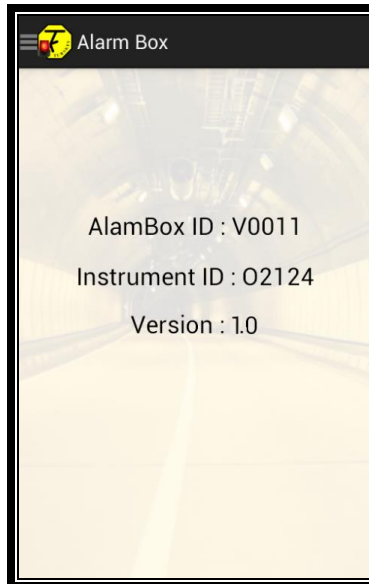 Alarm Box
AlamBox ID : V0011
Instrument ID : O2124
Version : 1.0